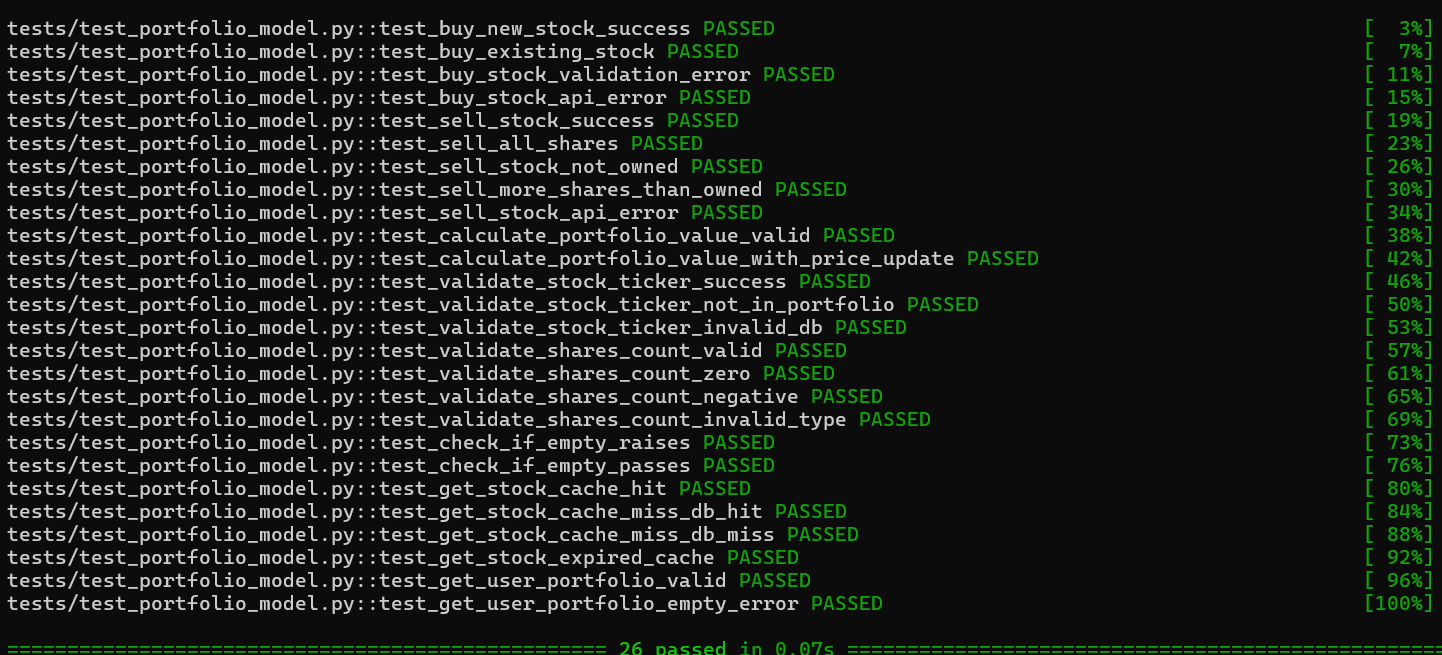 tests/test_portfolio_model.py::test_buy_new_stock_success PASSED [  3%]
tests/test_portfolio_model.py::test_buy_existing_stock PASSED [  7%]
tests/test_portfolio_model.py::test_buy_stock_validation_error PASSED [ 11%]
tests/test_portfolio_model.py::test_buy_stock_api_error PASSED [ 15%]
tests/test_portfolio_model.py::test_sell_stock_success PASSED [ 19%]
tests/test_portfolio_model.py::test_sell_all_shares PASSED [ 23%]
tests/test_portfolio_model.py::test_sell_stock_not_owned PASSED [ 26%]
tests/test_portfolio_model.py::test_sell_more_shares_than_owned PASSED [ 30%]
tests/test_portfolio_model.py::test_sell_stock_api_error PASSED [ 34%]
tests/test_portfolio_model.py::test_calculate_portfolio_value_valid PASSED [ 38%]
tests/test_portfolio_model.py::test_calculate_portfolio_value_with_price_update PASSED [ 42%]
tests/test_portfolio_model.py::test_validate_stock_ticker_success PASSED [ 46%]
tests/test_portfolio_model.py::test_validate_stock_ticker_not_in_portfolio PASSED [ 50%]
tests/test_portfolio_model.py::test_validate_stock_ticker_invalid_db PASSED [ 53%]
tests/test_portfolio_model.py::test_validate_shares_count_valid PASSED [ 57%]
tests/test_portfolio_model.py::test_validate_shares_count_zero PASSED [ 61%]
tests/test_portfolio_model.py::test_validate_shares_count_negative PASSED [ 65%]
tests/test_portfolio_model.py::test_validate_shares_count_invalid_type PASSED [ 69%]
tests/test_portfolio_model.py::test_check_if_empty_raises PASSED [ 73%]
tests/test_portfolio_model.py::test_check_if_empty_passes PASSED [ 76%]
tests/test_portfolio_model.py::test_get_stock_cache_hit PASSED [ 80%]
tests/test_portfolio_model.py::test_get_stock_cache_miss_db_hit PASSED [ 84%]
tests/test_portfolio_model.py::test_get_stock_cache_miss_db_miss PASSED [ 88%]
tests/test_portfolio_model.py::test_get_stock_expired_cache PASSED [ 92%]
tests/test_portfolio_model.py::test_get_user_portfolio_valid PASSED [ 96%]
tests/test_portfolio_model.py::test_get_user_portfolio_empty_error PASSED [100%]
================================================== 26 passed in 0.07s ==================================================